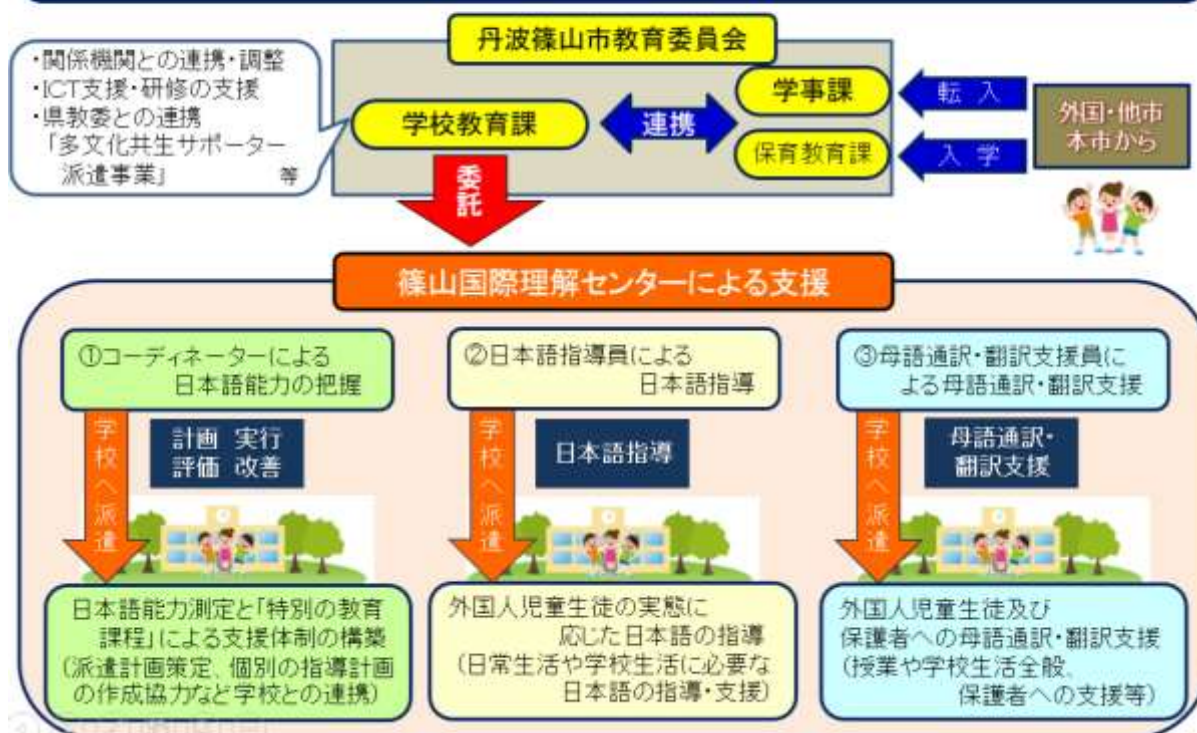 丹波篠山市教育委員会
・関係機関との連携・調整
・ICT支援・研修の支援
・県教委との連携
「多文化共生サポーター
派遣事業」 等
学校教育課
連携
学事課
保育教育課
転入
入学
外国・他市
本市から
委託
篠山国際理解センターによる支援
①コーディネーターによる
日本語能力の把握
学校へ派遣
計画 実行
評価 改善
日本語能力測定と「特別の教育
課程」による支援体制の構築
(派遣計画策定、個別の指導計画
の作成協力など学校との連携)
②日本語指導員による
日本語指導
学校へ派遣
日本語指導
外国人児童生徒の実態に
応じた日本語の指導
(日常生活や学校生活に必要な
日本語の指導・支援)
③母語通訳・翻訳支援員に
よる母語通訳・翻訳支援
学校へ派遣
母語通訳・
翻訳支援
外国人児童生徒及び
保護者への母語通訳・翻訳支援
(授業や学校生活全般、
保護者への支援等)